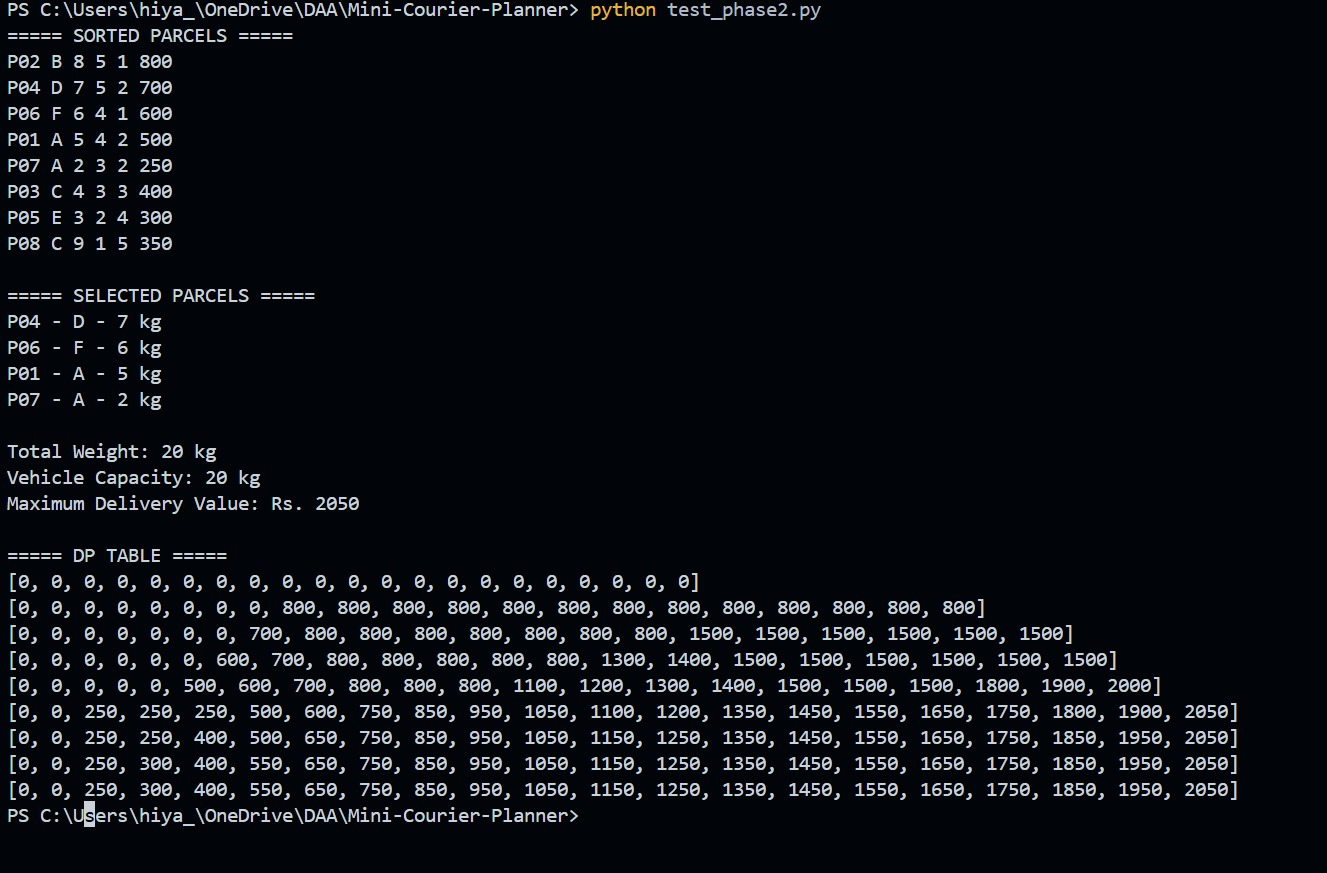 PS C:\Users\hiya_\OneDrive\DAA\Mini-Courier-Planner> python test_phase2.py
===== SORTED PARCELS =====
P02 B 8 5 1 800
P04 D 7 5 2 700
P06 F 6 4 1 600
P01 A 5 4 2 500
P07 A 2 3 2 250
P03 C 4 3 3 400
P05 E 3 2 4 300
P08 C 9 1 5 350
===== SELECTED PARCELS =====
P04 - D - 7 kg
P06 - F - 6 kg
P01 - A - 5 kg
P07 - A - 2 kg
Total Weight: 20 kg
Vehicle Capacity: 20 kg
Maximum Delivery Value: Rs. 2050
===== DP TABLE =====
[0, 0, 0, 0, 0, 0, 0, 0, 0, 0, 0, 0, 0, 0, 0, 0, 0, 0, 0, 0, 0]
[0, 0, 0, 0, 0, 0, 0, 0, 800, 800, 800, 800, 800, 800, 800, 800, 800, 800, 800, 800, 800]
[0, 0, 0, 0, 0, 0, 0, 700, 800, 800, 800, 800, 800, 800, 800, 1500, 1500, 1500, 1500, 1500, 1500]
[0, 0, 0, 0, 0, 0, 600, 700, 800, 800, 800, 800, 800, 1300, 1400, 1500, 1500, 1500, 1500, 1500, 1500]
[0, 0, 0, 0, 0, 500, 600, 700, 800, 800, 800, 1100, 1200, 1300, 1400, 1500, 1500, 1500, 1800, 1900, 2000]
[0, 0, 250, 250, 250, 500, 600, 750, 850, 950, 1050, 1100, 1200, 1350, 1450, 1550, 1650, 1750, 1800, 1900, 2050]
[0, 0, 250, 250, 400, 500, 650, 750, 850, 950, 1050, 1150, 1250, 1350, 1450, 1550, 1650, 1750, 1850, 1950, 2050]
[0, 0, 250, 300, 400, 550, 650, 750, 850, 950, 1050, 1150, 1250, 1350, 1450, 1550, 1650, 1750, 1850, 1950, 2050]
[0, 0, 250, 300, 400, 550, 650, 750, 850, 950, 1050, 1150, 1250, 1350, 1450, 1550, 1650, 1750, 1850, 1950, 2050]
PS C:\Users\hiya_\OneDrive\DAA\Mini-Courier-Planner>